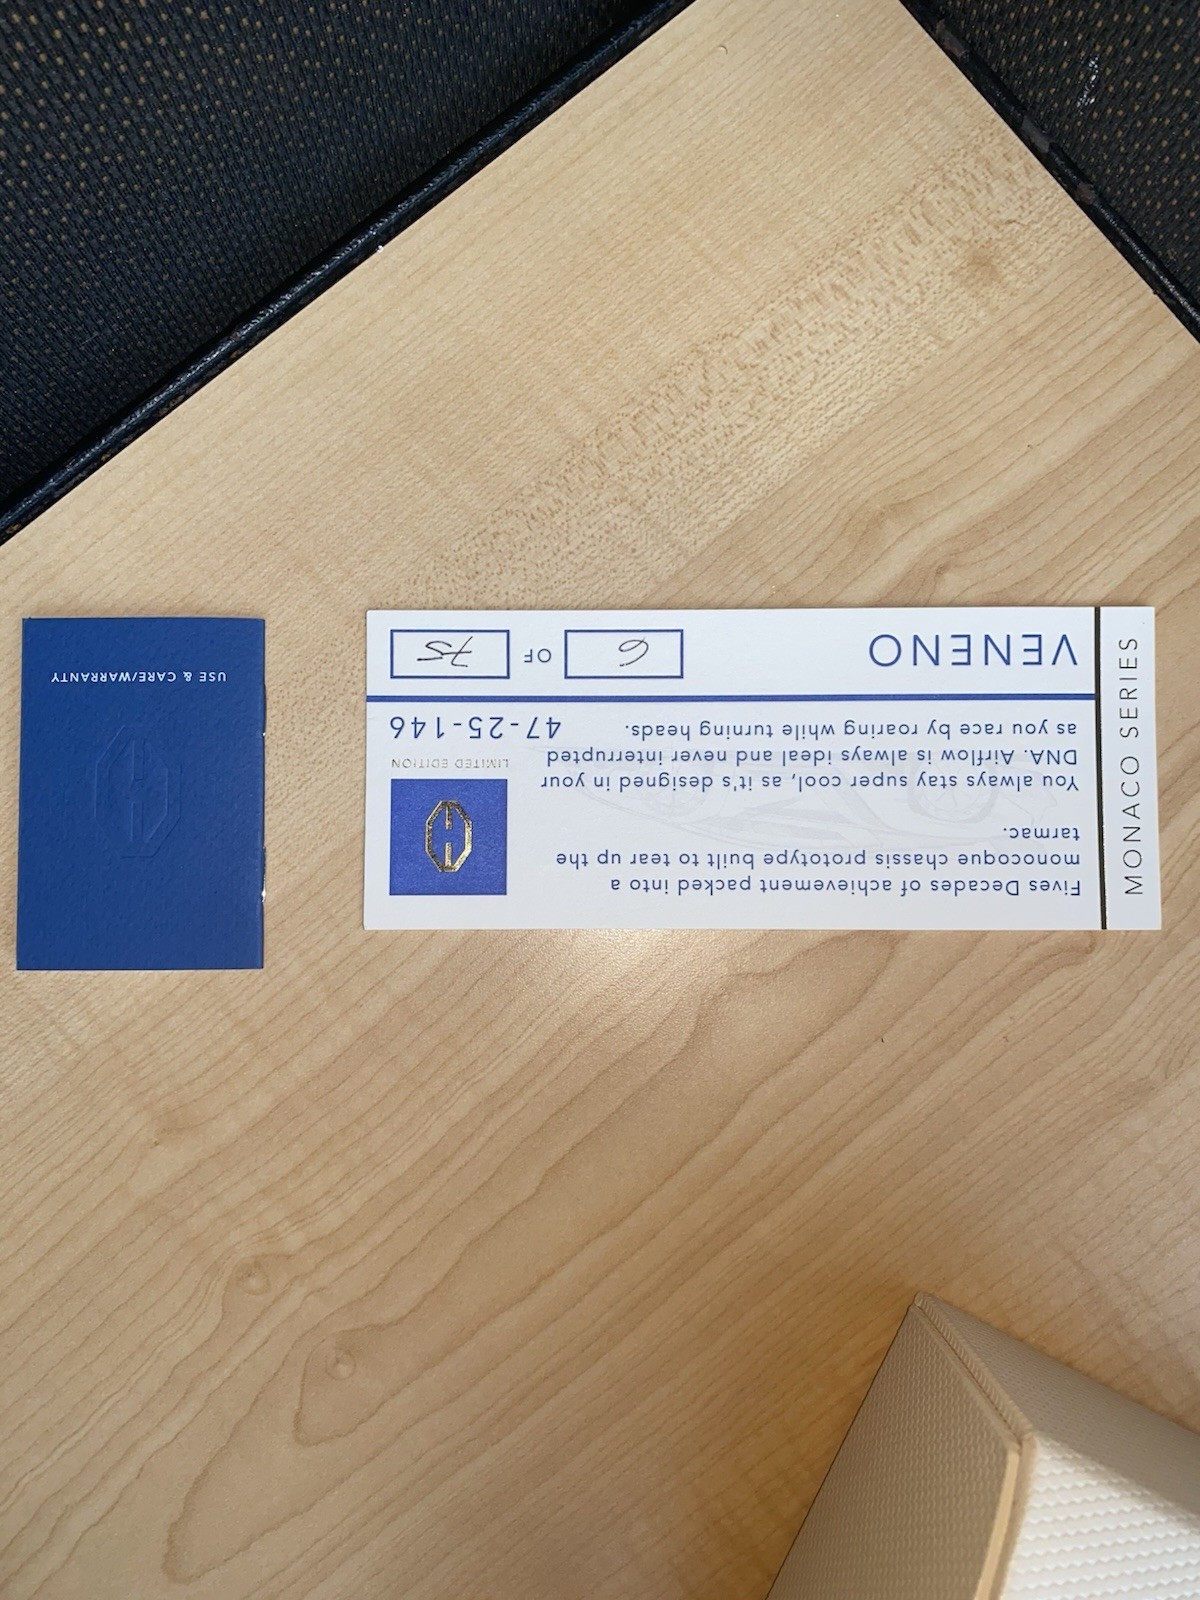 MONACO SERIES
Fives Decades of achievement packed into a
monocoque chassis prototype built to tear up the
tarmac.
You always stay super cool, as it's designed in your
DNA. Airflow is always ideal and never interrupted
as you race by roaring while turning heads.
LIMITED EDITION
47-25-146
VENENO
6 OF 75
USE & CARE/WARRANTY